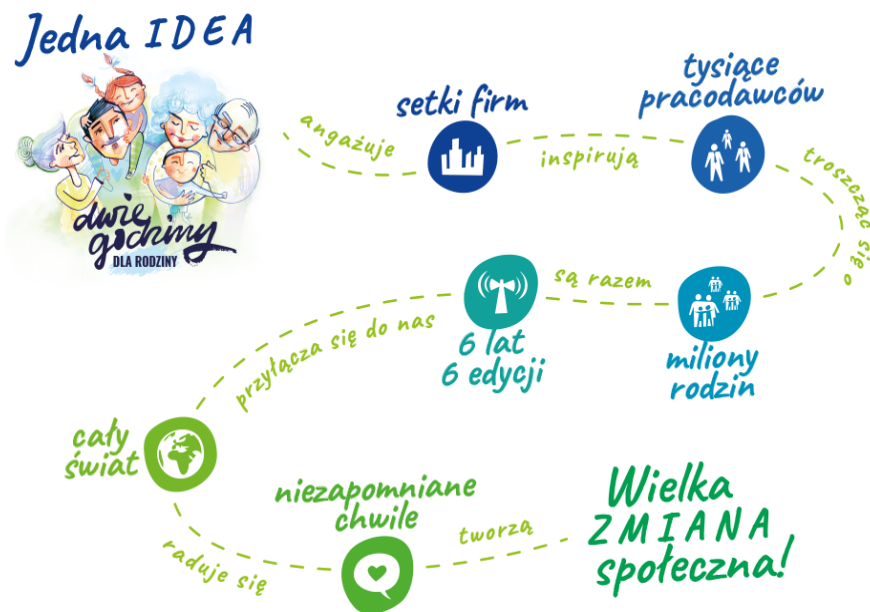 Jedna IDEA
dwie
godziny
DLA RODZINY
angażuje
setki firm
inspirują
tysiące
pracodawców
troszcząc się o
miliony
rodzin
są razem
6 lat
6 edycji
przyłącza się do nas
cały
świat
raduje się
niezapomniane
chwile
tworzą
Wielka
ZMIANA
społeczna!